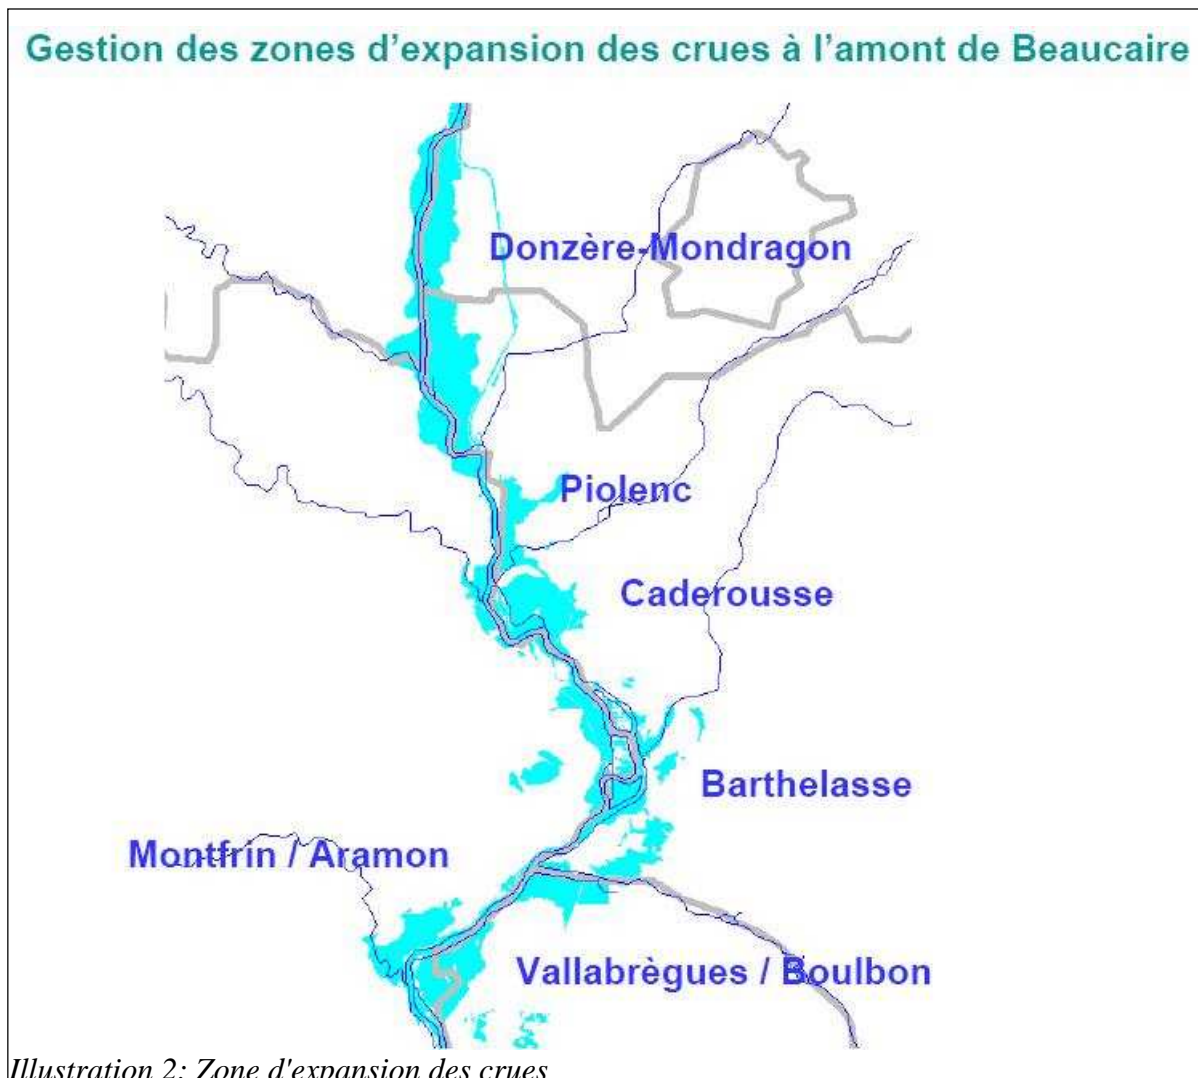 Gestion des zones d'expansion des crues à l'amont de Beaucaire
Donzère-Mondragon
Piolenc
Caderousse
Barthelasse
Montfrin / Aramon
Vallabrègues / Boulbon
Illustration 2: Zone d'expansion des crues